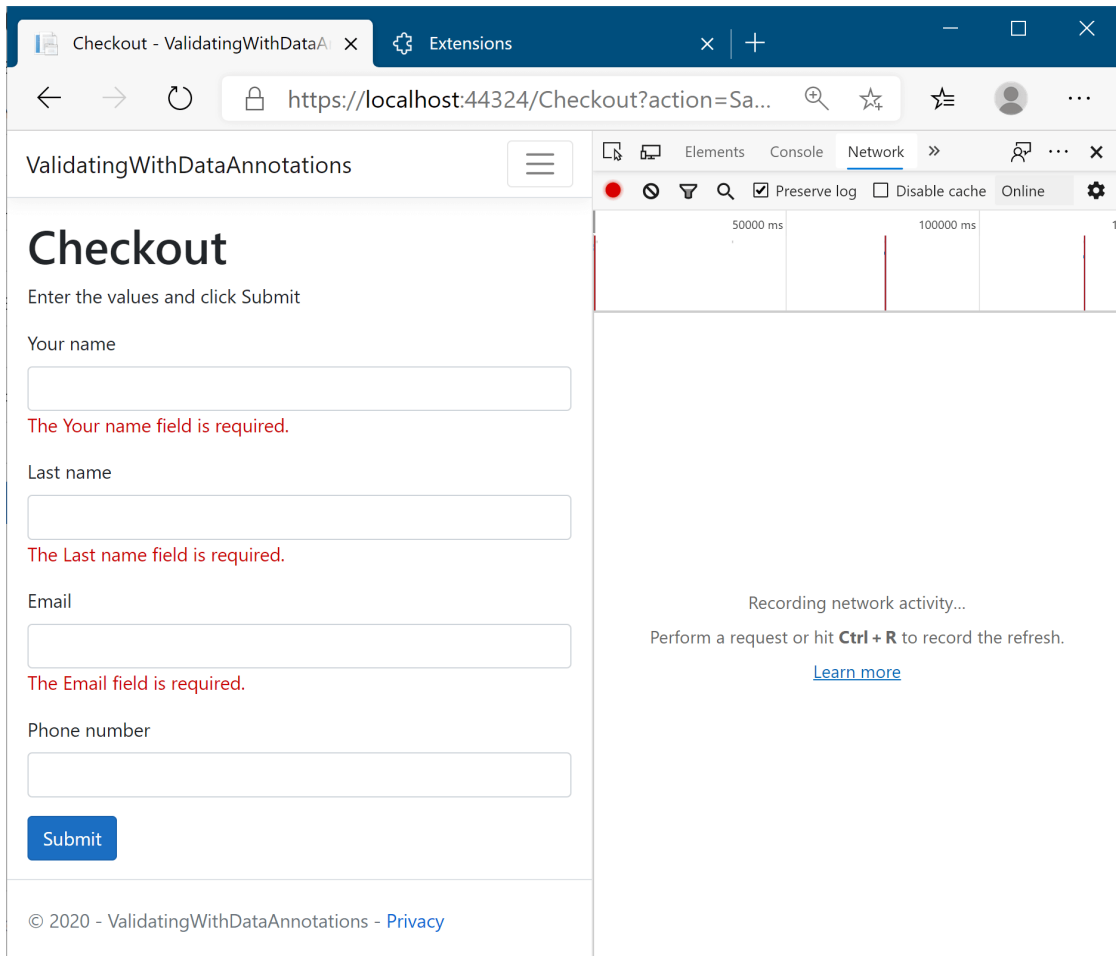 Checkout - ValidatingWithDataA
Extensions
https://localhost:44324/Checkout?action=Sa...
ValidatingWithDataAnnotations
Checkout
Enter the values and click Submit
Your name
The Your name field is required.
Last name
The Last name field is required.
Email
The Email field is required.
Phone number
Submit
© 2020 - ValidatingWithDataAnnotations - Privacy
Elements Console Network
Preserve log Disable cache Online
50000 ms 100000 ms 1
Recording network activity...
Perform a request or hit Ctrl + R to record the refresh.
Learn more